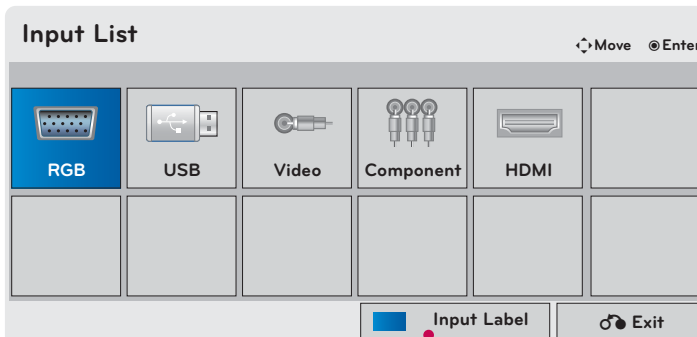 Input List
Move Enter
RGB USB Video Component HDMI
Input Label Exit